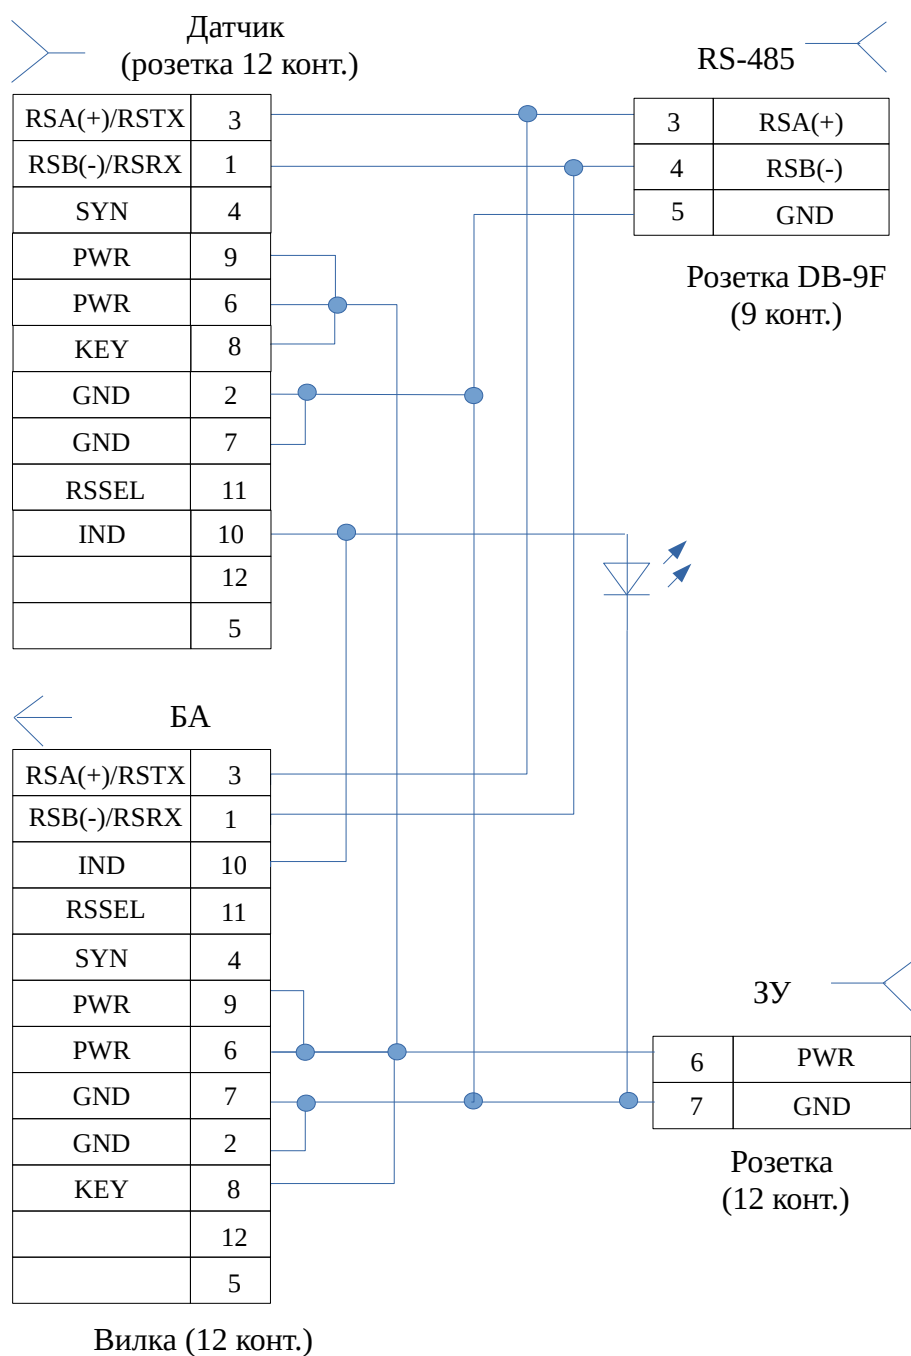 Датчик
(розетка 12 конт.)
RSA(+)/RSTX 3
RSB(-)/RSRX 1
SYN 4
PWR 9
PWR 6
KEY 8
GND 2
GND 7
RSSEL 11
IND 10
12
5
RS-485
3 RSA(+)
4 RSB(-)
5 GND
Розетка DB-9F
(9 конт.)
БА
RSA(+)/RSTX 3
RSB(-)/RSRX 1
IND 10
RSSEL 11
SYN 4
PWR 9
PWR 6
GND 7
GND 2
KEY 8
12
5
Вилка (12 конт.)
ЗУ
6 PWR
7 GND
Розетка
(12 конт.)